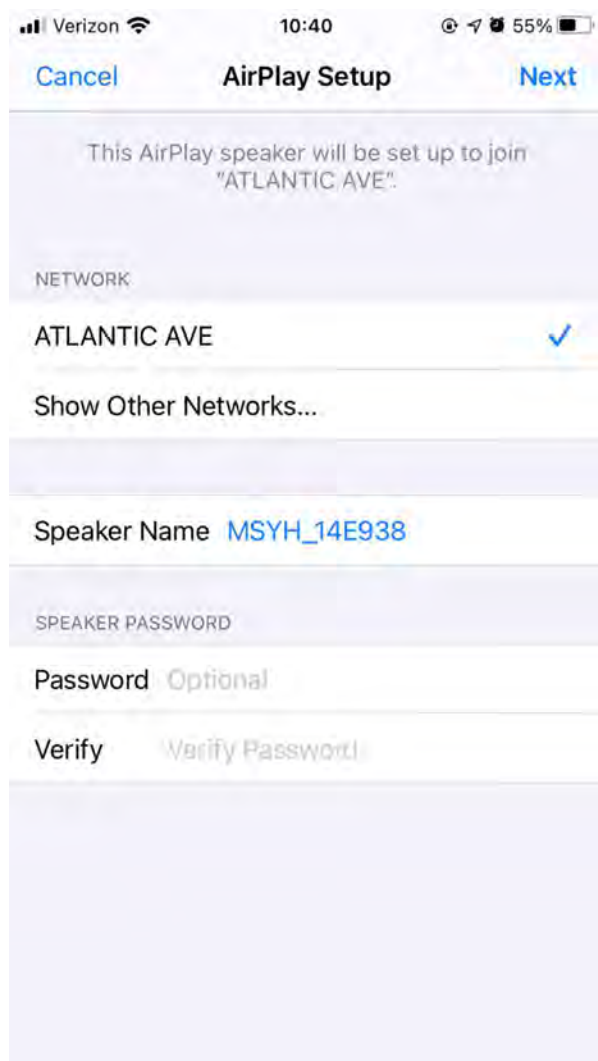 Verizon 10:40 55%
Cancel AirPlay Setup Next
This AirPlay speaker will be set up to join
"ATLANTIC AVE".
NETWORK
ATLANTIC AVE
Show Other Networks...
Speaker Name MSYH_14E938
SPEAKER PASSWORD
Password Optional
Verify Verify Password